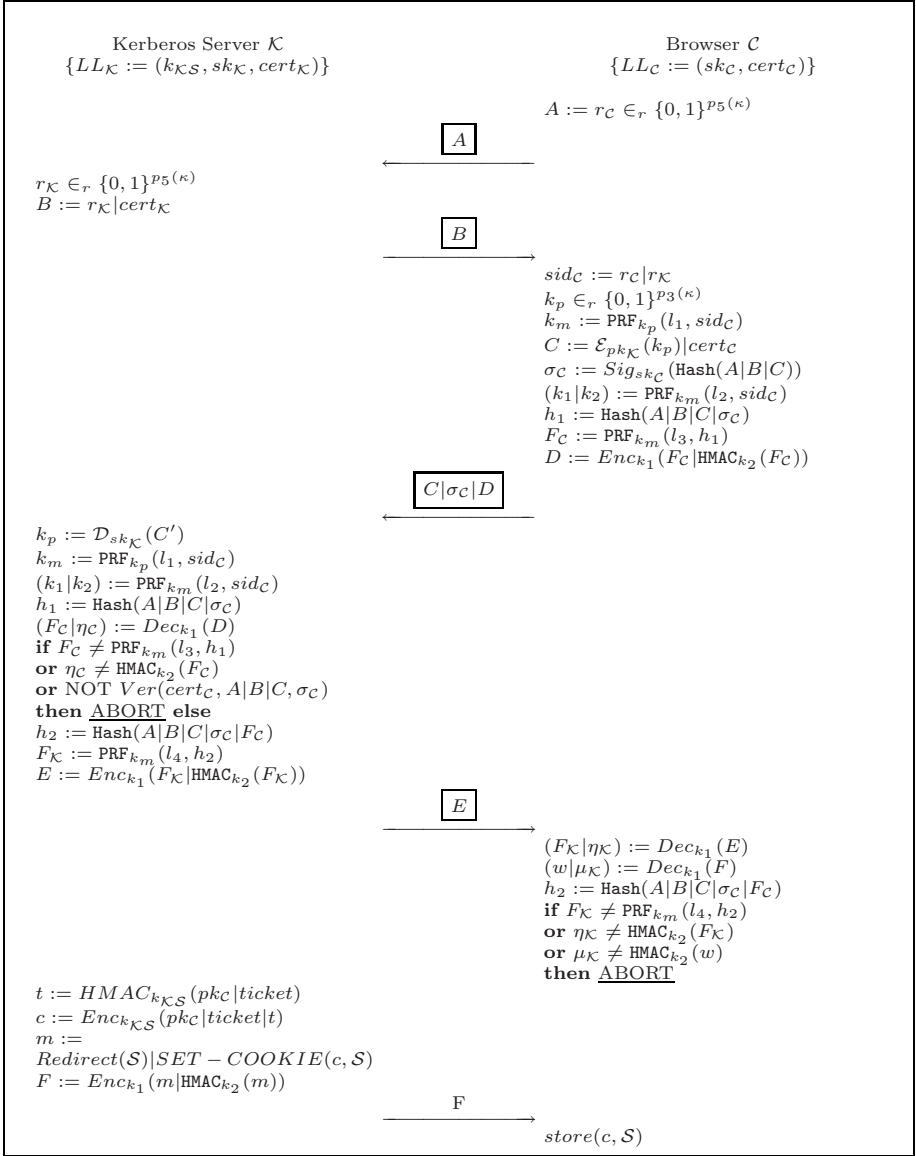 Kerberos Server 𝒦
Browser 𝒞
{LL_𝒦 := (k_𝒦𝒮, sk_𝒦, cert_𝒦)}
{LL_𝒞 := (sk_𝒞, cert_𝒞)}
A := r_𝒞 ∈_r {0, 1}^{p_5(κ)}
A
r_𝒦 ∈_r {0, 1}^{p_5(κ)}
B := r_𝒦|cert_𝒦
B
sid_𝒞 := r_𝒞|r_𝒦
k_p ∈_r {0, 1}^{p_3(κ)}
k_m := PRF_{k_p}(l_1, sid_𝒞)
C := ℰ_{pk_𝒦}(k_p)|cert_𝒞
σ_𝒞 := Sig_{sk_𝒞}(Hash(A|B|C))
(k_1|k_2) := PRF_{k_m}(l_2, sid_𝒞)
h_1 := Hash(A|B|C|σ_𝒞)
F_𝒞 := PRF_{k_m}(l_3, h_1)
D := Enc_{k_1}(F_𝒞|HMAC_{k_2}(F_𝒞))
C|σ_𝒞|D
k_p := 𝒟_{sk_𝒦}(C′)
k_m := PRF_{k_p}(l_1, sid_𝒞)
(k_1|k_2) := PRF_{k_m}(l_2, sid_𝒞)
h_1 := Hash(A|B|C|σ_𝒞)
(F_𝒞|η_𝒞) := Dec_{k_1}(D)
if F_𝒞 ≠ PRF_{k_m}(l_3, h_1)
or η_𝒞 ≠ HMAC_{k_2}(F_𝒞)
or NOT Ver(cert_𝒞, A|B|C, σ_𝒞)
then ABORT else
h_2 := Hash(A|B|C|σ_𝒞|F_𝒞)
F_𝒦 := PRF_{k_m}(l_4, h_2)
E := Enc_{k_1}(F_𝒦|HMAC_{k_2}(F_𝒦))
E
(F_𝒦|η_𝒦) := Dec_{k_1}(E)
(w|μ_𝒦) := Dec_{k_1}(F)
h_2 := Hash(A|B|C|σ_𝒞|F_𝒞)
if F_𝒦 ≠ PRF_{k_m}(l_4, h_2)
or η_𝒦 ≠ HMAC_{k_2}(F_𝒦)
or μ_𝒦 ≠ HMAC_{k_2}(w)
then ABORT
t := HMAC_{k_𝒦𝒮}(pk_𝒞|ticket)
c := Enc_{k_𝒦𝒮}(pk_𝒞|ticket|t)
m :=
Redirect(𝒮)|SET − COOKIE(c, 𝒮)
F := Enc_{k_1}(m|HMAC_{k_2}(m))
F
store(c, 𝒮)